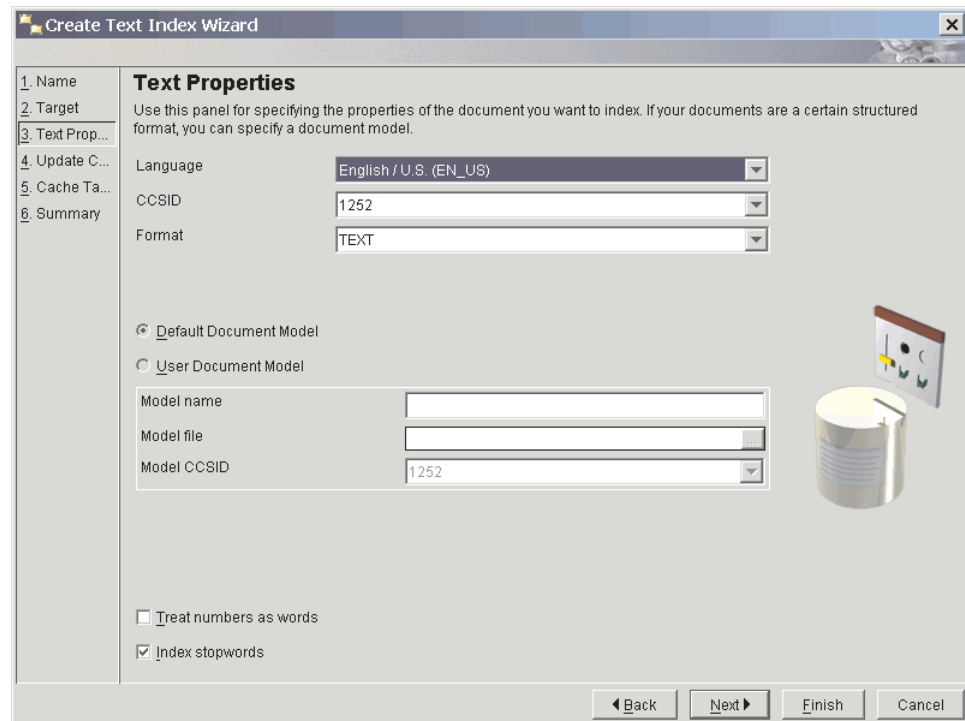 Create Text Index Wizard
1. Name
2. Target
3. Text Prop...
4. Update C...
5. Cache Ta...
6. Summary
Text Properties
Use this panel for specifying the properties of the document you want to index. If your documents are a certain structured
format, you can specify a document model.
Language English / U.S. (EN_US)
CCSID 1252
Format TEXT
Default Document Model
User Document Model
Model name
Model file ...
Model CCSID 1252
Treat numbers as words
Index stopwords
Back Next Finish Cancel